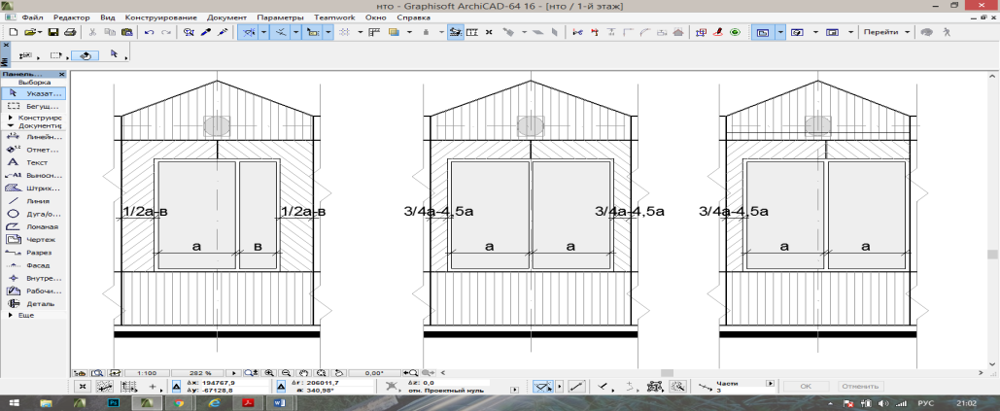 нто - Graphisoft ArchiCAD-64 16 - [нто / 1-й этаж]
Файл Редактор Вид Конструирование Документ Параметры Teamwork Окно Справка
Перейти
Панель...
Выборка
Указат...
Бегущ...
Конструирс
Документир
Линейн...
Отмет...
Текст
Выносн...
Штрих...
Линия
Дуга/о...
Ломаная
Чертеж
Разрез
Фасад
Внутре...
Рабочи...
Деталь
Еще
1/2а-в 1/2а-в 3/4а-4,5а 3/4а-4,5а 3/4а-4,5а
а в а а а а
1:100 282 % 0,00°
Δx: 194767,9 Δr: 206011,7 Δz: 0,0 Части ОК Отменить
Δy: -67128,8 a: 340,98° отн. Проектный нуль 3
РУС 21:02